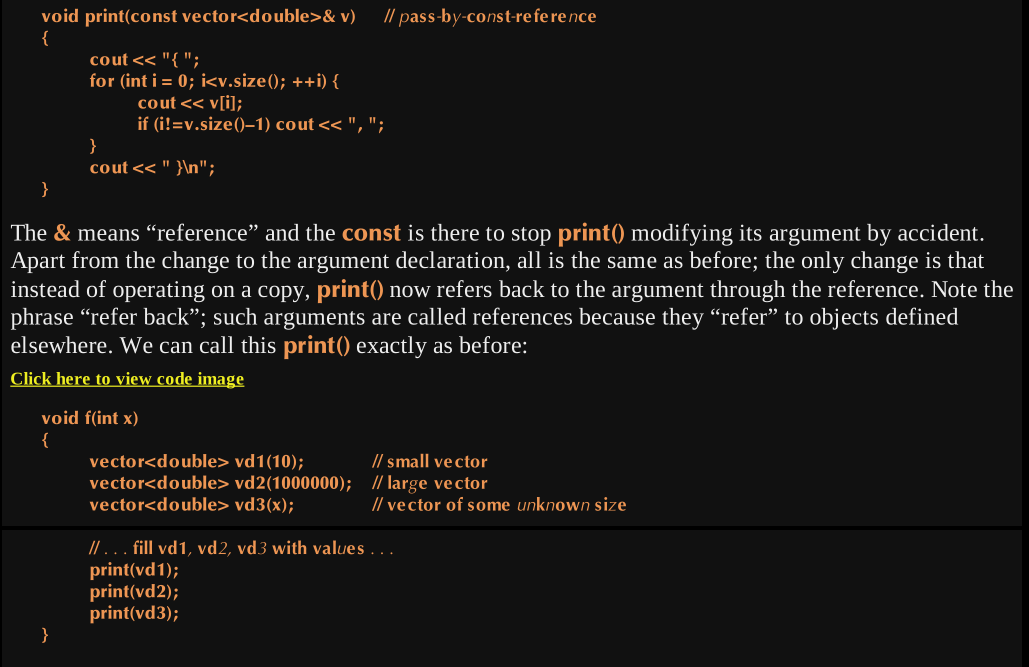 void print(const vector<double>& v) // pass-by-const-reference
{
cout << "{ ";
for (int i = 0; i<v.size(); ++i) {
cout << v[i];
if (i!=v.size()–1) cout << ", ";
}
cout << " }\n";
}
The & means “reference” and the const is there to stop print() modifying its argument by accident.
Apart from the change to the argument declaration, all is the same as before; the only change is that
instead of operating on a copy, print() now refers back to the argument through the reference. Note the
phrase “refer back”; such arguments are called references because they “refer” to objects defined
elsewhere. We can call this print() exactly as before:
Click here to view code image
void f(int x)
{
vector<double> vd1(10); // small vector
vector<double> vd2(1000000); // large vector
vector<double> vd3(x); // vector of some unknown size
// . . . fill vd1, vd2, vd3 with values . . .
print(vd1);
print(vd2);
print(vd3);
}